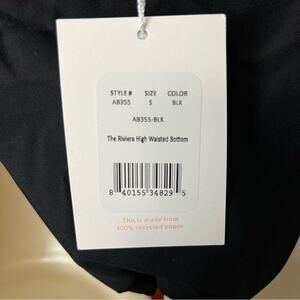 STYLE # SIZE COLOR
AB355 S BLK
AB355-BLK
The Riviera High Waisted Bottom
8 40155 34829 5
This is made from
100% recycled paper